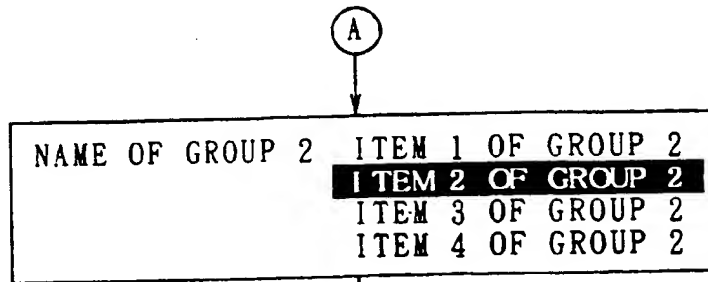 A
NAME OF GROUP 2 ITEM 1 OF GROUP 2
ITEM 2 OF GROUP 2
ITEM 3 OF GROUP 2
ITEM 4 OF GROUP 2